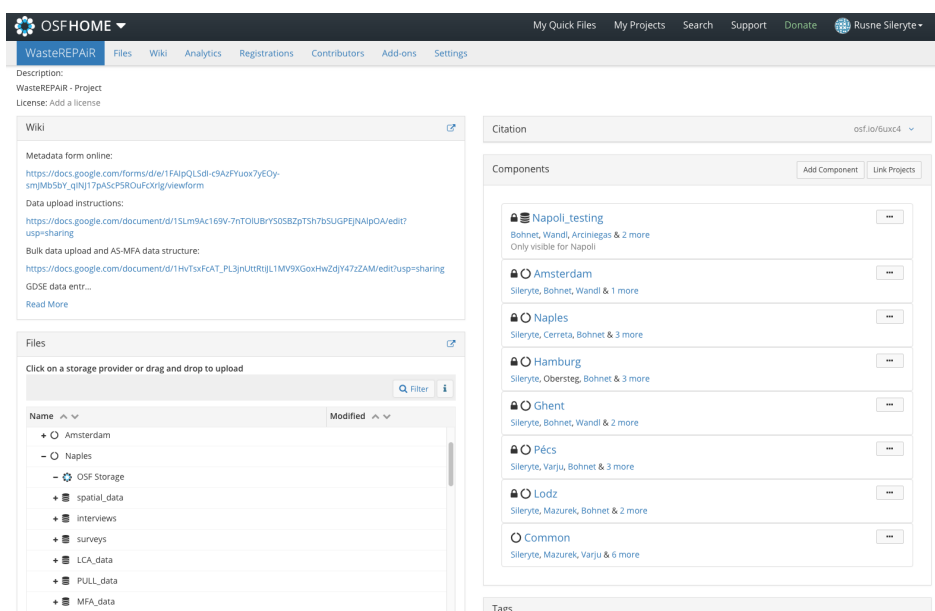 OSFHOME
My Quick Files My Projects Search Support Donate Rusne Sileryte
WasteREPAiR Files Wiki Analytics Registrations Contributors Add-ons Settings
Description:
WasteREPAiR - Project
License: Add a license
Wiki
Metadata form online:
https://docs.google.com/forms/d/e/1FAIpQLSdI-c9AzFYuox7yEOy-
smJMb5bY_qINJ17pAScP5ROuFcXrIg/viewform
Data upload instructions:
https://docs.google.com/document/d/1SLm9Ac169V-7nTOlUBrYS0SBZpTSh7b5UGPEjNAlpOA/edit?
usp=sharing
Bulk data upload and AS-MFA data structure:
https://docs.google.com/document/d/1HvTsxFcAT_PL3jnUttRtiJL1MV9XGoxHwZdJY47zZAM/edit?usp=sharing
GDSE data entr...
Read More
Files
Click on a storage provider or drag and drop to upload
Filter i
Name Modified
Amsterdam
Naples
OSF Storage
spatial_data
interviews
surveys
LCA_data
PULL_data
MFA_data
Citation osf.io/6uxc4
Components Add Component Link Projects
Napoli_testing
Bohnet, Wandl, Arciniegas & 2 more
Only visible for Napoli
Amsterdam
Sileryte, Bohnet, Wandl & 1 more
Naples
Sileryte, Cerreta, Bohnet & 3 more
Hamburg
Sileryte, Obersteg, Bohnet & 3 more
Ghent
Sileryte, Bohnet, Wandl & 2 more
Pécs
Sileryte, Varju, Bohnet & 3 more
Lodz
Sileryte, Mazurek, Bohnet & 2 more
Common
Sileryte, Mazurek, Varju & 6 more
Tags